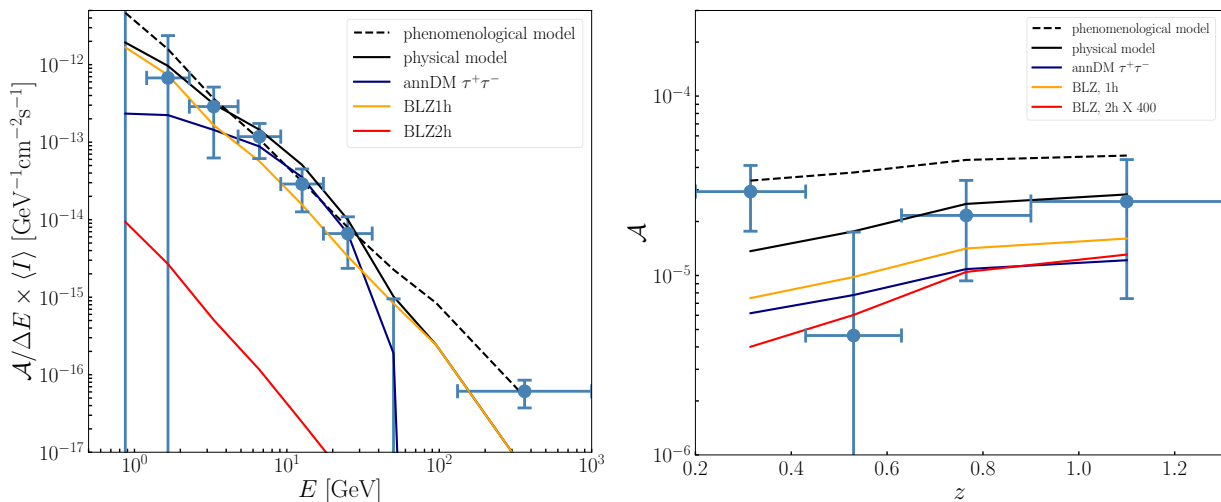 phenomenological model
physical model
annDM τ⁺τ⁻
BLZ1h
BLZ2h
10⁻¹²
10⁻¹³
10⁻¹⁴
10⁻¹⁵
10⁻¹⁶
10⁻¹⁷
𝒜/ΔE × ⟨I⟩ [GeV⁻¹cm⁻²s⁻¹]
10⁰
10¹
10²
10³
E [GeV]
phenomenological model
physical model
annDM τ⁺τ⁻
BLZ, 1h
BLZ, 2h X 400
10⁻⁴
10⁻⁵
10⁻⁶
𝒜
0.2
0.4
0.6
0.8
1.0
1.2
z